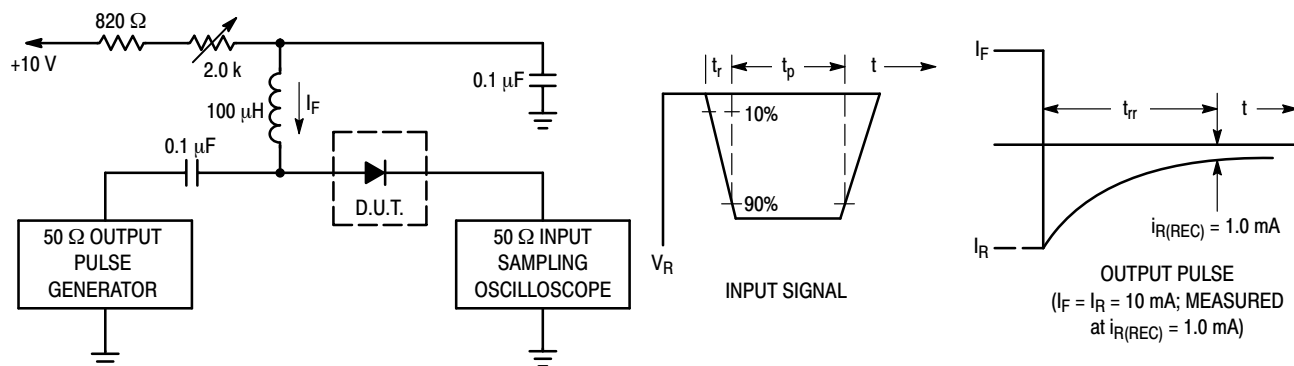 820 Ω
+10 V
2.0 k
0.1 μF
100 μH
I_F
0.1 μF
D.U.T.
50 Ω OUTPUT
PULSE
GENERATOR
50 Ω INPUT
SAMPLING
OSCILLOSCOPE
t_r
t_p
t
10%
90%
V_R
INPUT SIGNAL
I_F
t_rr
t
i_R(REC) = 1.0 mA
I_R
OUTPUT PULSE
(I_F = I_R = 10 mA; MEASURED
at i_R(REC) = 1.0 mA)